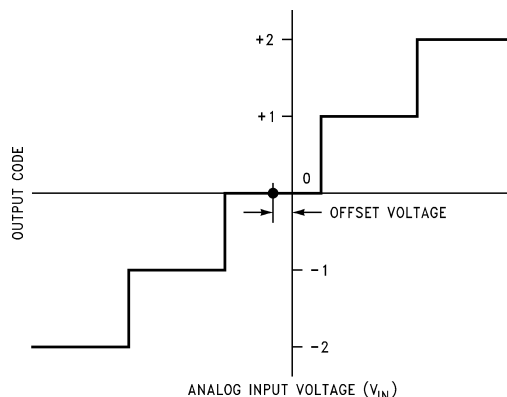 +2
+1
0
OUTPUT CODE
OFFSET VOLTAGE
-1
-2
ANALOG INPUT VOLTAGE (VIN)